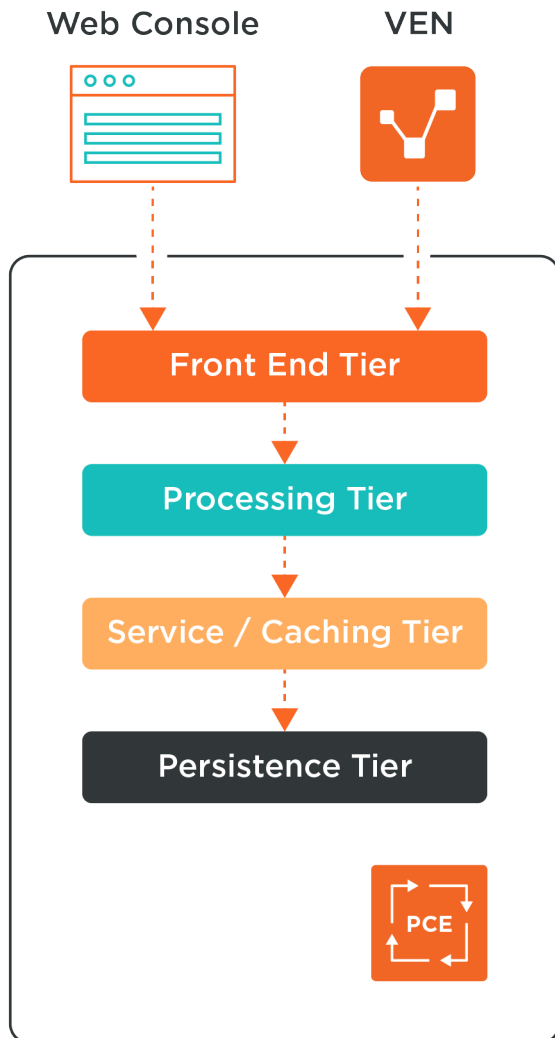 Web Console
VEN
Front End Tier
Processing Tier
Service / Caching Tier
Persistence Tier
PCE